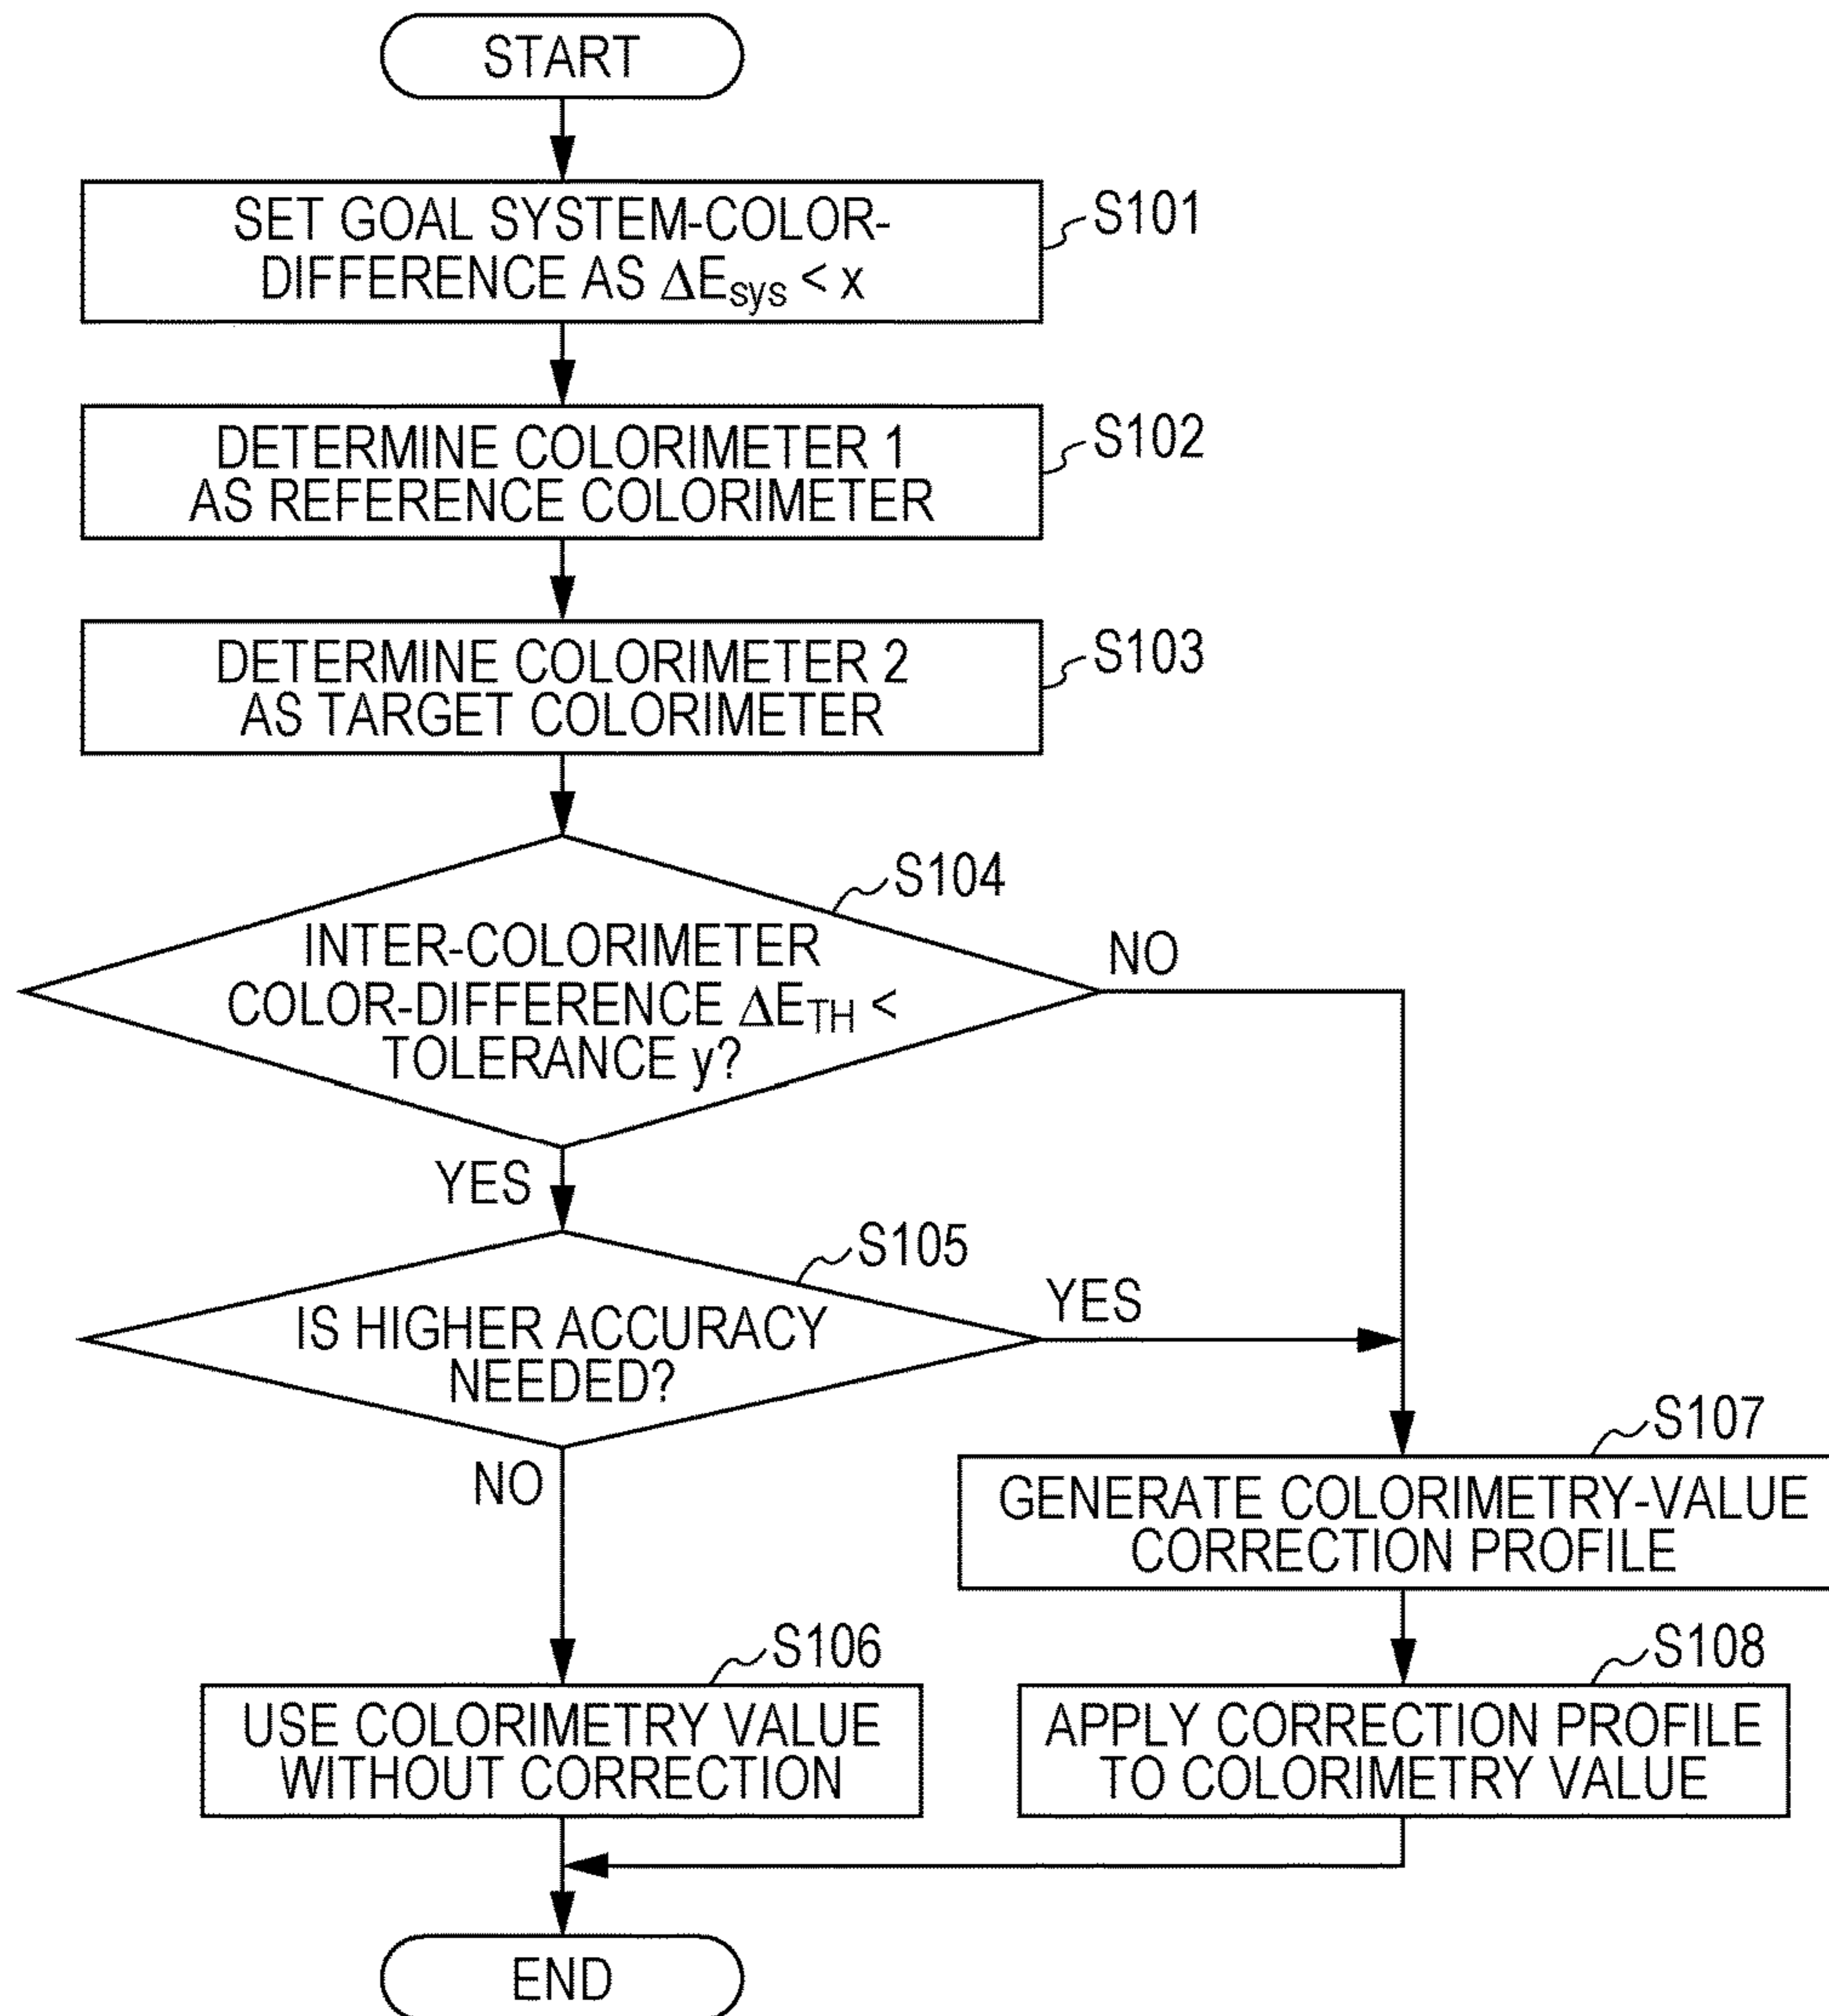 START
SET GOAL SYSTEM-COLOR-
DIFFERENCE AS ΔEsys < x
S101
DETERMINE COLORIMETER 1
AS REFERENCE COLORIMETER
S102
DETERMINE COLORIMETER 2
AS TARGET COLORIMETER
S103
S104
INTER-COLORIMETER
COLOR-DIFFERENCE ΔETH <
TOLERANCE y?
NO
YES
S105
IS HIGHER ACCURACY
NEEDED?
YES
NO
S107
GENERATE COLORIMETRY-VALUE
CORRECTION PROFILE
S106
USE COLORIMETRY VALUE
WITHOUT CORRECTION
S108
APPLY CORRECTION PROFILE
TO COLORIMETRY VALUE
END